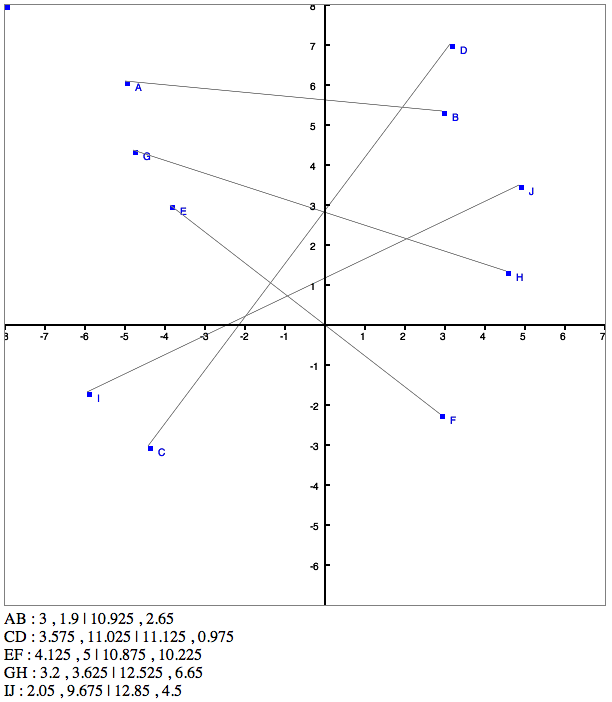 8
7
D
6
A
5
B
4
G
3
J
E
2
H
1
8 -7 -6 -5 -4 -3 -2 -1 1 2 3 4 5 6 7
-1
I
-2
F
-3
C
-4
-5
-6
AB : 3 , 1.9 | 10.925 , 2.65
CD : 3.575 , 11.025 | 11.125 , 0.975
EF : 4.125 , 5 | 10.875 , 10.225
GH : 3.2 , 3.625 | 12.525 , 6.65
IJ : 2.05 , 9.675 | 12.85 , 4.5